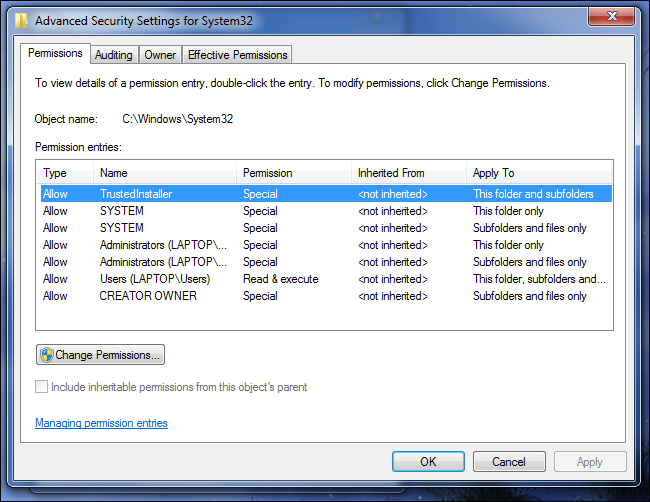 Advanced Security Settings for System32
Permissions Auditing Owner Effective Permissions
To view details of a permission entry, double-click the entry. To modify permissions, click Change Permissions.
Object name: C:\Windows\System32
Permission entries:
Type Name Permission Inherited From Apply To
Allow TrustedInstaller Special <not inherited> This folder and subfolders
Allow SYSTEM Special <not inherited> This folder only
Allow SYSTEM Special <not inherited> Subfolders and files only
Allow Administrators (LAPTOP\... Special <not inherited> This folder only
Allow Administrators (LAPTOP\... Special <not inherited> Subfolders and files only
Allow Users (LAPTOP\Users) Read & execute <not inherited> This folder, subfolders and...
Allow CREATOR OWNER Special <not inherited> Subfolders and files only
Change Permissions...
Include inheritable permissions from this object's parent
Managing permission entries
OK Cancel Apply